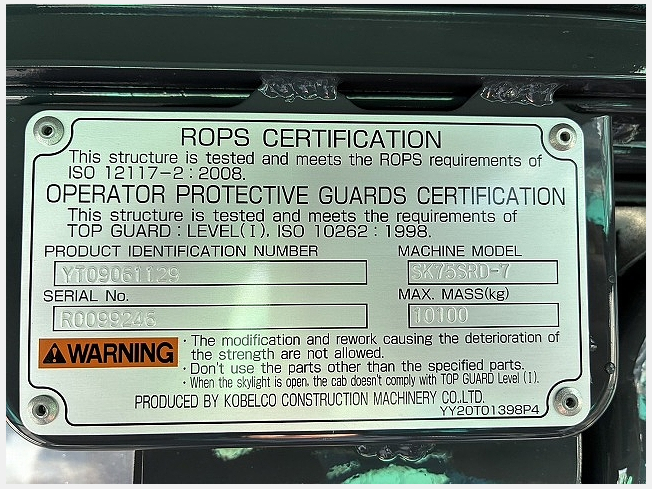 ROPS CERTIFICATION
This structure is tested and meets the ROPS requirements of
ISO 12117-2:2008.
OPERATOR PROTECTIVE GUARDS CERTIFICATION
This structure is tested and meets the requirements of
TOP GUARD:LEVEL(I), ISO 10262:1998.
PRODUCT IDENTIFICATION NUMBER MACHINE MODEL
YT09061129 SK75SRD-7
SERIAL No. MAX. MASS(kg)
R0099246 10100
WARNING
·The modification and rework causing the deterioration of
the strength are not allowed.
·Don't use the parts other than the specified parts.
·When the skylight is open, the cab doesn't comply with TOP GUARD Level (I).
PRODUCED BY KOBELCO CONSTRUCTION MACHINERY CO.,LTD.
YY20T01398P4